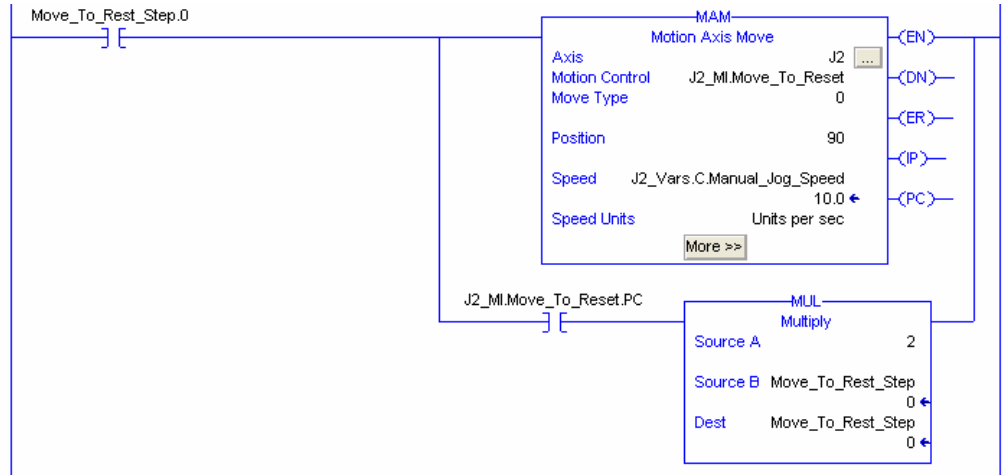 Move_To_Rest_Step.0
MAM
Motion Axis Move
Axis J2 ...
Motion Control J2_MI.Move_To_Reset
Move Type 0
Position 90
Speed J2_Vars.C.Manual_Jog_Speed
10.0
Speed Units Units per sec
More >>
EN
DN
ER
IP
PC
J2_MI.Move_To_Reset.PC
MUL
Multiply
Source A 2
Source B Move_To_Rest_Step
0
Dest Move_To_Rest_Step
0